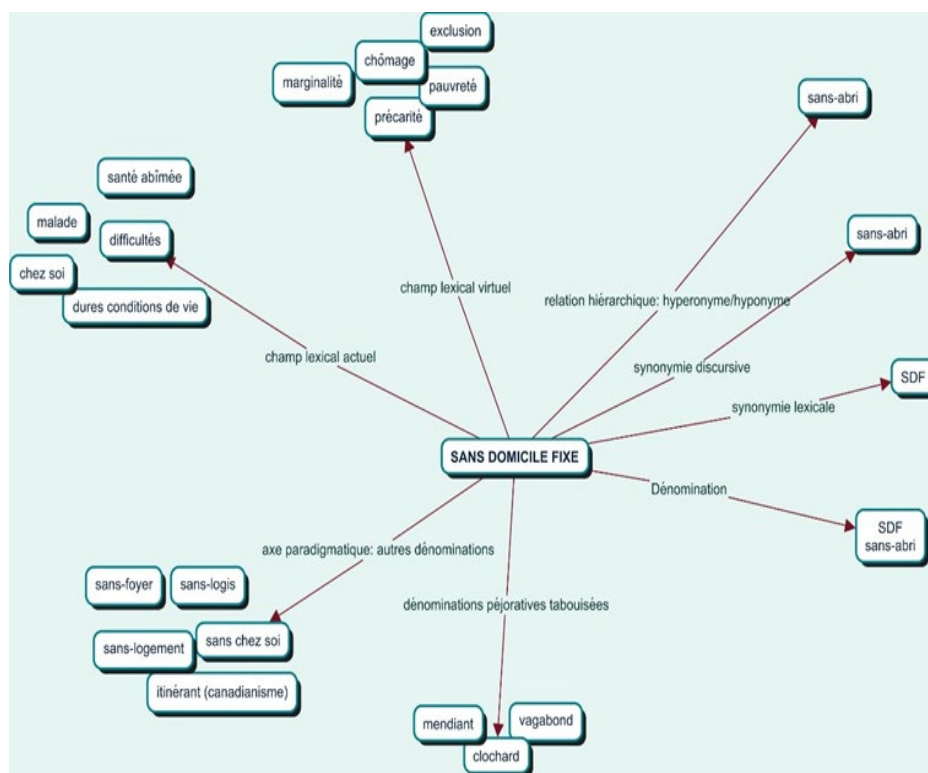 exclusion
chômage
marginalité
pauvreté
précarité
sans-abri
santé abîmée
malade
difficultés
chez soi
dures conditions de vie
sans-abri
champ lexical virtuel
relation hiérarchique: hyperonyme/hyponyme
champ lexical actuel
synonymie discursive
SDF
synonymie lexicale
SANS DOMICILE FIXE
Dénomination
SDF
sans-abri
axe paradigmatique: autres dénominations
sans-foyer
sans-logis
dénominations péjoratives tabouisées
sans-logement
sans chez soi
itinérant (canadianisme)
mendiant
vagabond
clochard